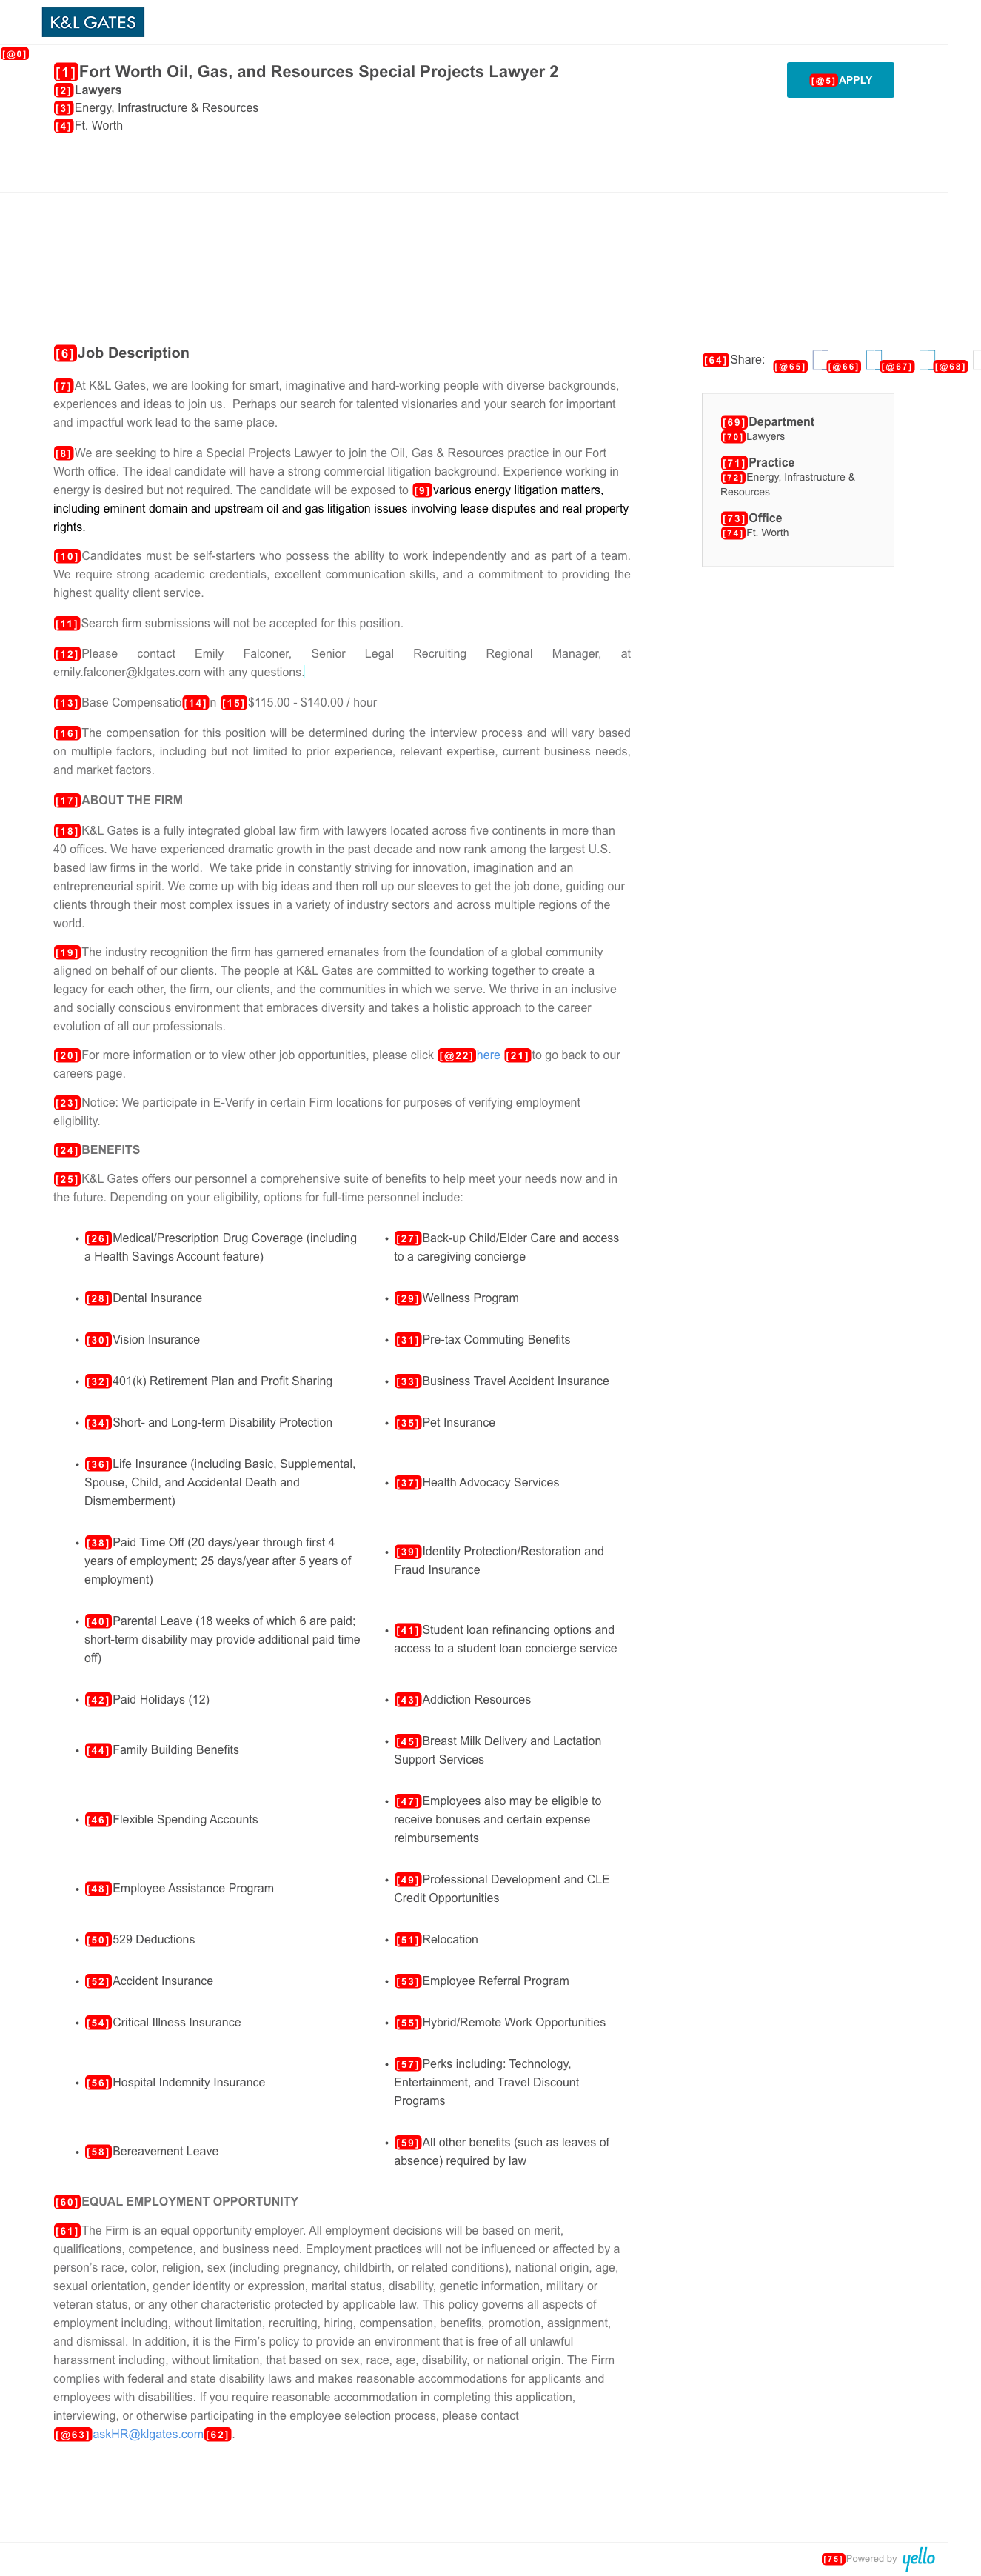 K&L GATES
[@0]
[1]Fort Worth Oil, Gas, and Resources Special Projects Lawyer 2
[@5]APPLY
[2]Lawyers
[3]Energy, Infrastructure & Resources
[4]Ft. Worth
[6]Job Description
[7]At K&L Gates, we are looking for smart, imaginative and hard-working people with diverse backgrounds,
experiences and ideas to join us.  Perhaps our search for talented visionaries and your search for important
and impactful work lead to the same place.
[8]We are seeking to hire a Special Projects Lawyer to join the Oil, Gas & Resources practice in our Fort
Worth office. The ideal candidate will have a strong commercial litigation background. Experience working in
energy is desired but not required. The candidate will be exposed to [9]various energy litigation matters,
including eminent domain and upstream oil and gas litigation issues involving lease disputes and real property
rights.
[10]Candidates must be self-starters who possess the ability to work independently and as part of a team.
We require strong academic credentials, excellent communication skills, and a commitment to providing the
highest quality client service.
[11]Search firm submissions will not be accepted for this position.
[12]Please contact Emily Falconer, Senior Legal Recruiting Regional Manager, at
emily.falconer@klgates.com with any questions.
[13]Base Compensatio[14]n [15]$115.00 - $140.00 / hour
[16]The compensation for this position will be determined during the interview process and will vary based
on multiple factors, including but not limited to prior experience, relevant expertise, current business needs,
and market factors.
[17]ABOUT THE FIRM
[18]K&L Gates is a fully integrated global law firm with lawyers located across five continents in more than
40 offices. We have experienced dramatic growth in the past decade and now rank among the largest U.S.
based law firms in the world.  We take pride in constantly striving for innovation, imagination and an
entrepreneurial spirit. We come up with big ideas and then roll up our sleeves to get the job done, guiding our
clients through their most complex issues in a variety of industry sectors and across multiple regions of the
world.
[19]The industry recognition the firm has garnered emanates from the foundation of a global community
aligned on behalf of our clients. The people at K&L Gates are committed to working together to create a
legacy for each other, the firm, our clients, and the communities in which we serve. We thrive in an inclusive
and socially conscious environment that embraces diversity and takes a holistic approach to the career
evolution of all our professionals.
[20]For more information or to view other job opportunities, please click [@22]here [21]to go back to our
careers page.
[23]Notice: We participate in E-Verify in certain Firm locations for purposes of verifying employment
eligibility.
[24]BENEFITS
[25]K&L Gates offers our personnel a comprehensive suite of benefits to help meet your needs now and in
the future. Depending on your eligibility, options for full-time personnel include:
• [26]Medical/Prescription Drug Coverage (including
a Health Savings Account feature)
• [27]Back-up Child/Elder Care and access
to a caregiving concierge
• [28]Dental Insurance
• [29]Wellness Program
• [30]Vision Insurance
• [31]Pre-tax Commuting Benefits
• [32]401(k) Retirement Plan and Profit Sharing
• [33]Business Travel Accident Insurance
• [34]Short- and Long-term Disability Protection
• [35]Pet Insurance
• [36]Life Insurance (including Basic, Supplemental,
Spouse, Child, and Accidental Death and
Dismemberment)
• [37]Health Advocacy Services
• [38]Paid Time Off (20 days/year through first 4
years of employment; 25 days/year after 5 years of
employment)
• [39]Identity Protection/Restoration and
Fraud Insurance
• [40]Parental Leave (18 weeks of which 6 are paid;
short-term disability may provide additional paid time
off)
• [41]Student loan refinancing options and
access to a student loan concierge service
• [42]Paid Holidays (12)
• [43]Addiction Resources
• [44]Family Building Benefits
• [45]Breast Milk Delivery and Lactation
Support Services
• [46]Flexible Spending Accounts
• [47]Employees also may be eligible to
receive bonuses and certain expense
reimbursements
• [48]Employee Assistance Program
• [49]Professional Development and CLE
Credit Opportunities
• [50]529 Deductions
• [51]Relocation
• [52]Accident Insurance
• [53]Employee Referral Program
• [54]Critical Illness Insurance
• [55]Hybrid/Remote Work Opportunities
• [56]Hospital Indemnity Insurance
• [57]Perks including: Technology,
Entertainment, and Travel Discount
Programs
• [58]Bereavement Leave
• [59]All other benefits (such as leaves of
absence) required by law
[60]EQUAL EMPLOYMENT OPPORTUNITY
[61]The Firm is an equal opportunity employer. All employment decisions will be based on merit,
qualifications, competence, and business need. Employment practices will not be influenced or affected by a
person's race, color, religion, sex (including pregnancy, childbirth, or related conditions), national origin, age,
sexual orientation, gender identity or expression, marital status, disability, genetic information, military or
veteran status, or any other characteristic protected by applicable law. This policy governs all aspects of
employment including, without limitation, recruiting, hiring, compensation, benefits, promotion, assignment,
and dismissal. In addition, it is the Firm's policy to provide an environment that is free of all unlawful
harassment including, without limitation, that based on sex, race, age, disability, or national origin. The Firm
complies with federal and state disability laws and makes reasonable accommodations for applicants and
employees with disabilities. If you require reasonable accommodation in completing this application,
interviewing, or otherwise participating in the employee selection process, please contact
[@63]askHR@klgates.com[62].
[64]Share: [@65] [@66] [@67] [@68]
[69]Department
[70]Lawyers
[71]Practice
[72]Energy, Infrastructure &
Resources
[73]Office
[74]Ft. Worth
[75]Powered by yello